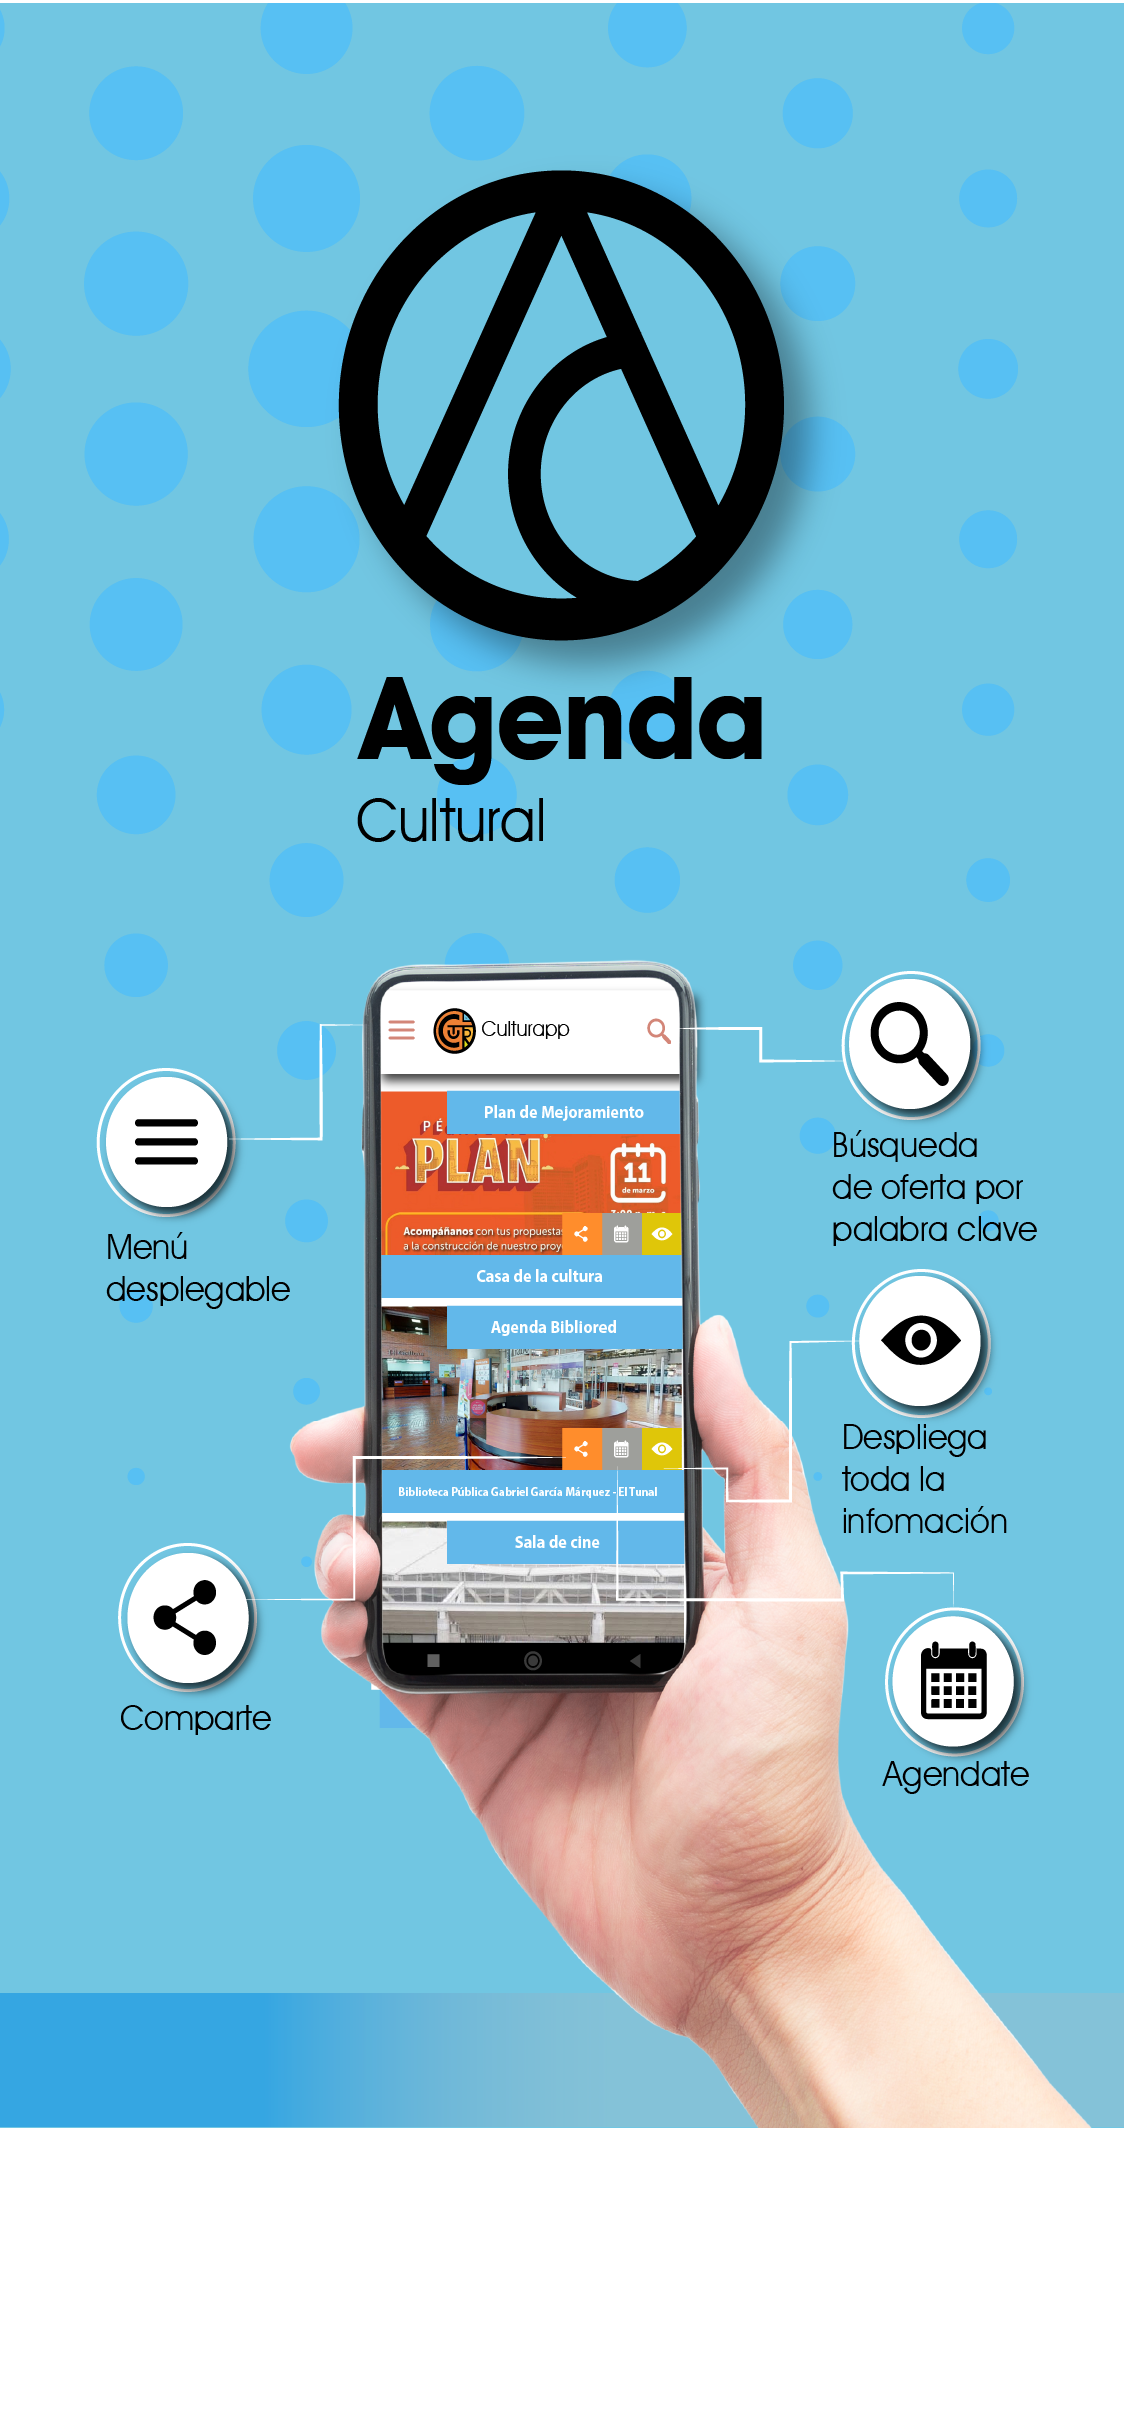 Agenda
Cultural
Culturapp
Plan de Mejoramiento
PLAN
11
de marzo
Acompáñanos con tus propuestas
a la construcción de nuestro
Casa de la cultura
Agenda Bibliored
Biblioteca Pública Gabriel García Márquez - El Tunal
Sala de cine
Menú
desplegable
Búsqueda
de oferta por
palabra clave
Despliega
toda la
infomación
Comparte
Agendate